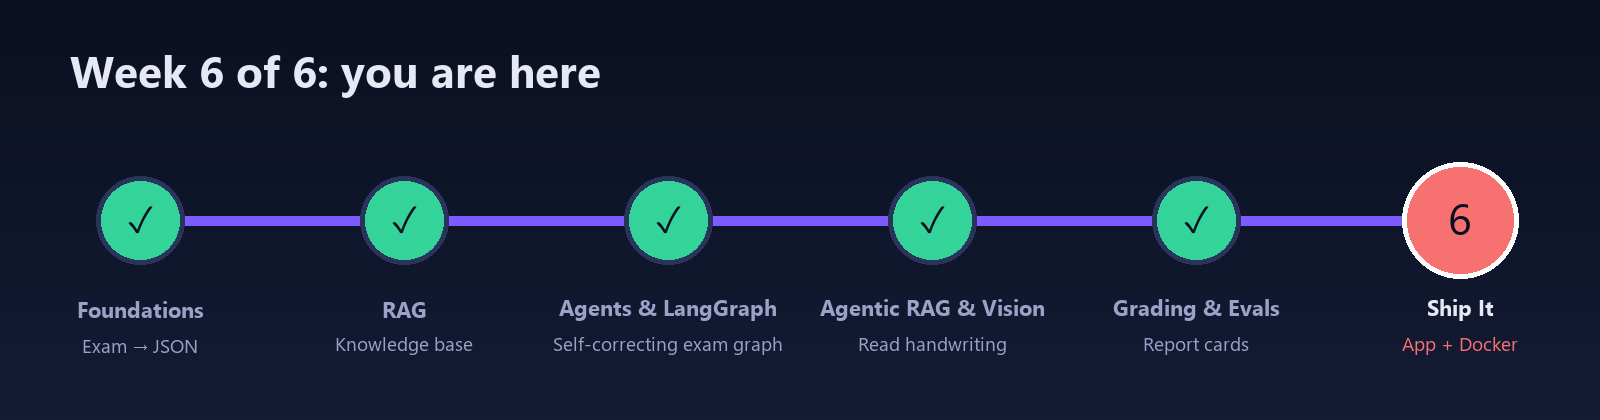 Week 6 of 6: you are here
✓ ✓ ✓ ✓ ✓ 6
Foundations RAG Agents & LangGraph Agentic RAG & Vision Grading & Evals Ship It
Exam → JSON Knowledge base Self-correcting exam graph Read handwriting Report cards App + Docker